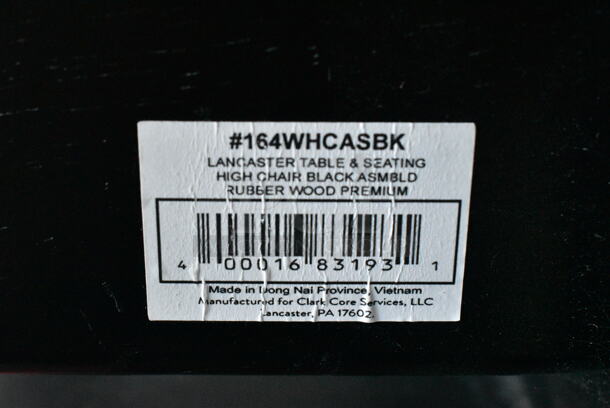 #164WHCASBK
LANCASTER TABLE & SEATING
HIGH CHAIR BLACK ASMBLD
RUBBER WOOD PREMIUM
4 00016 83193 1
Made in Dong Nai Province, Vietnam
Manufactured for Clark Core Services, LLC
Lancaster, PA 17602.